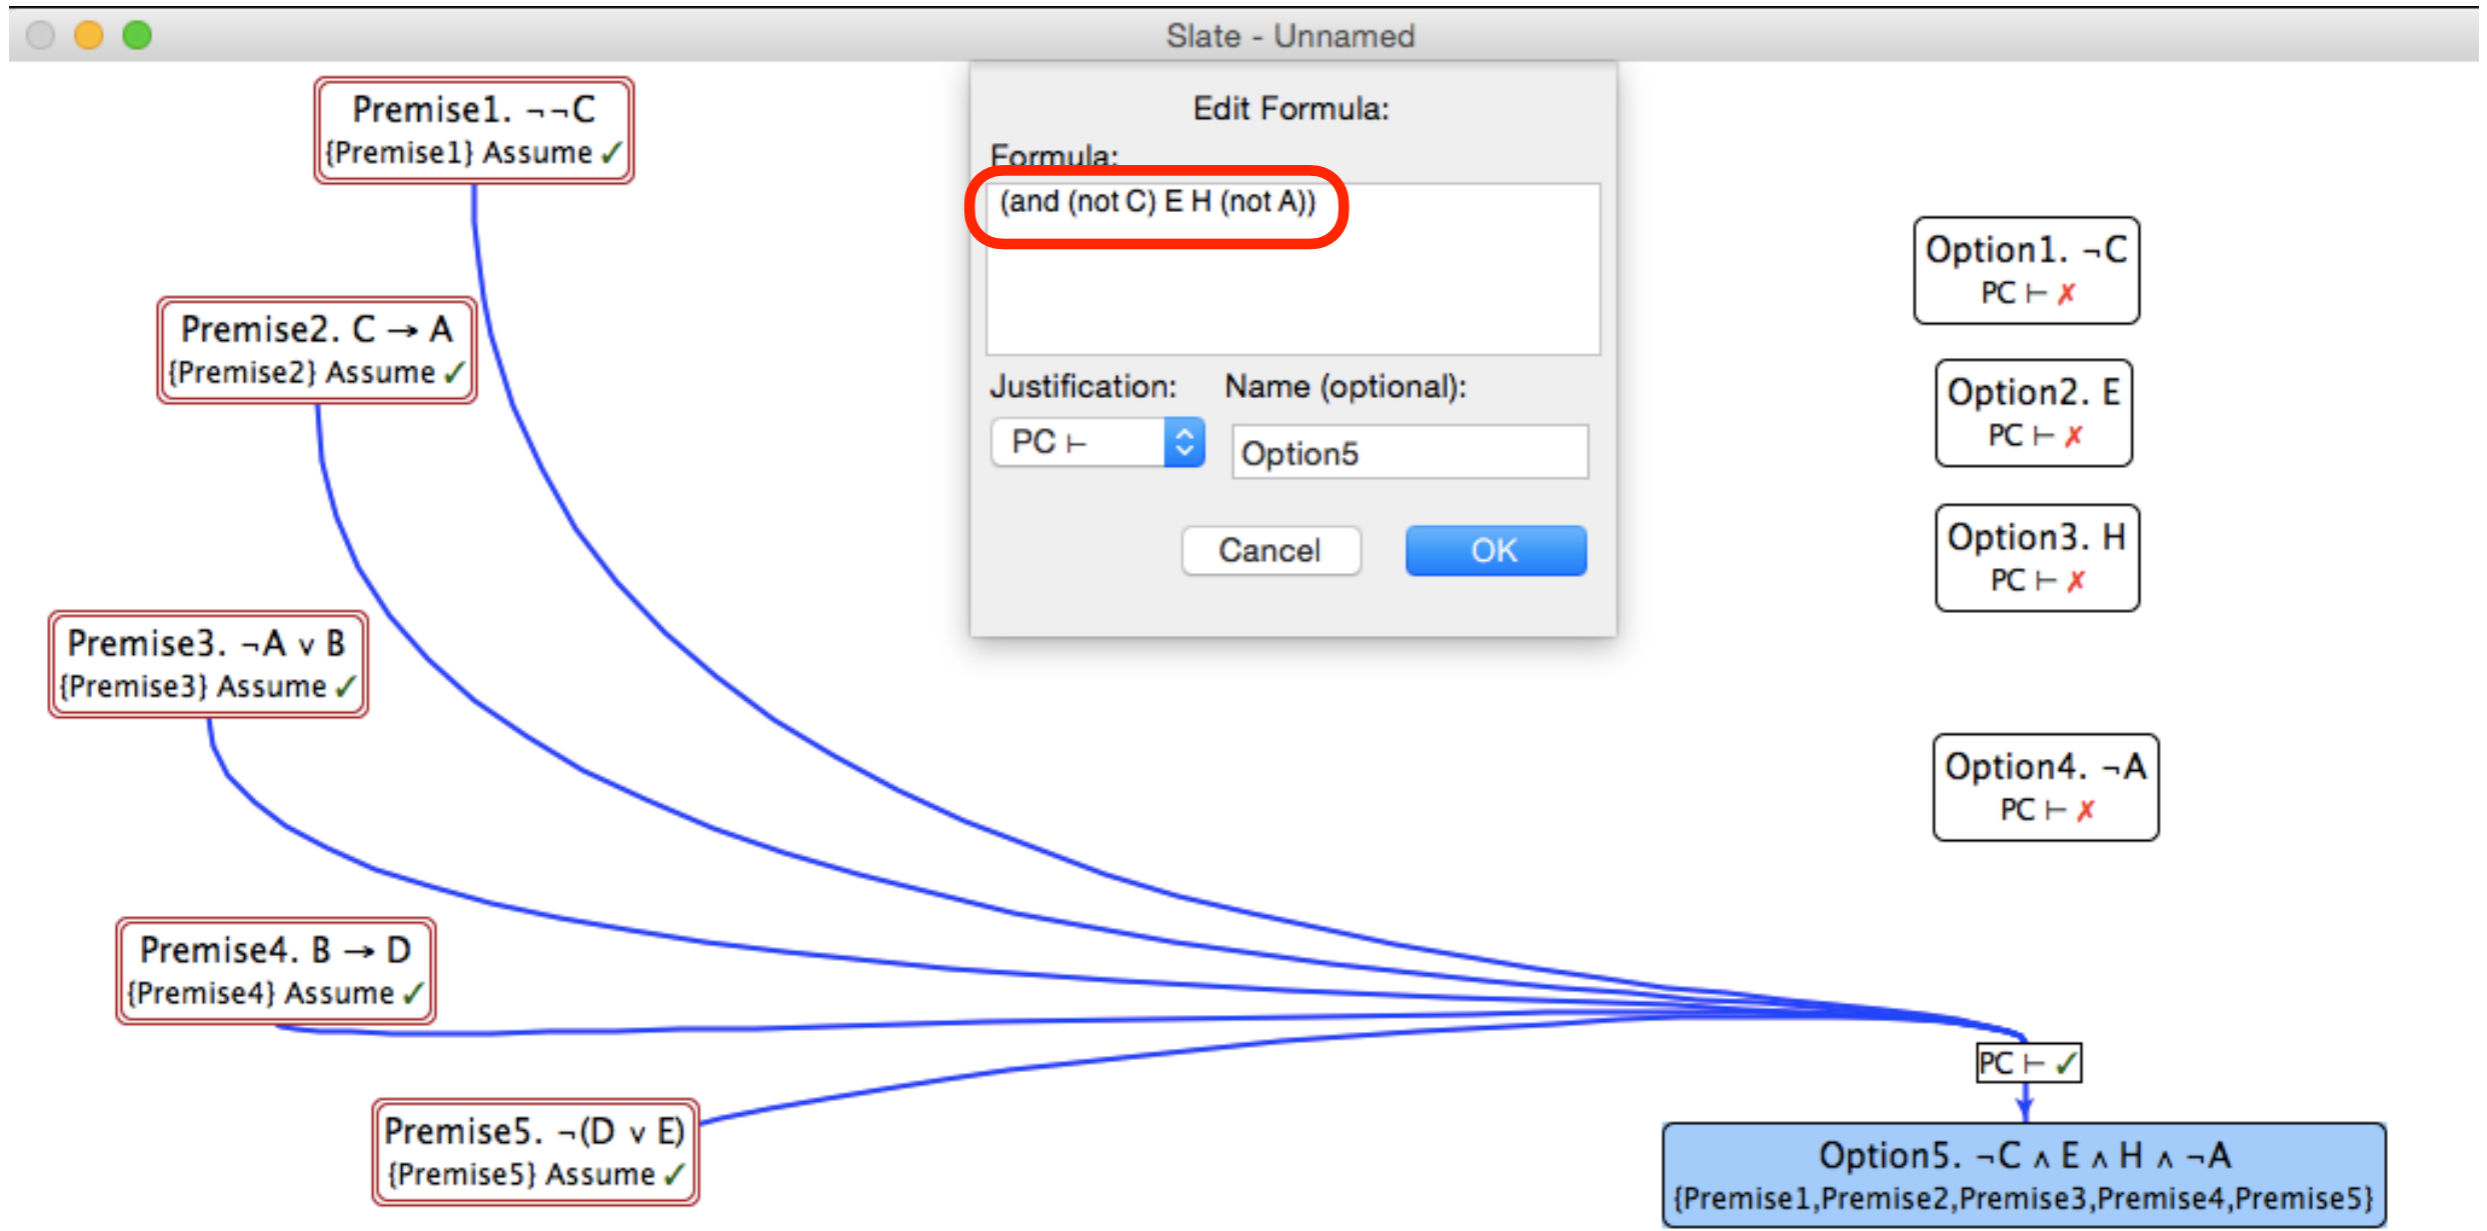 Slate - Unnamed
Premise1. ¬¬C
{Premise1} Assume ✓
Premise2. C → A
{Premise2} Assume ✓
Premise3. ¬A ∨ B
{Premise3} Assume ✓
Premise4. B → D
{Premise4} Assume ✓
Premise5. ¬(D ∨ E)
{Premise5} Assume ✓
Edit Formula:
Formula:
(and (not C) E H (not A))
Justification: Name (optional):
PC ⊢ Option5
Cancel OK
Option1. ¬C
PC ⊢ ✗
Option2. E
PC ⊢ ✗
Option3. H
PC ⊢ ✗
Option4. ¬A
PC ⊢ ✗
PC ⊢ ✓
Option5. ¬C ∧ E ∧ H ∧ ¬A
{Premise1,Premise2,Premise3,Premise4,Premise5}